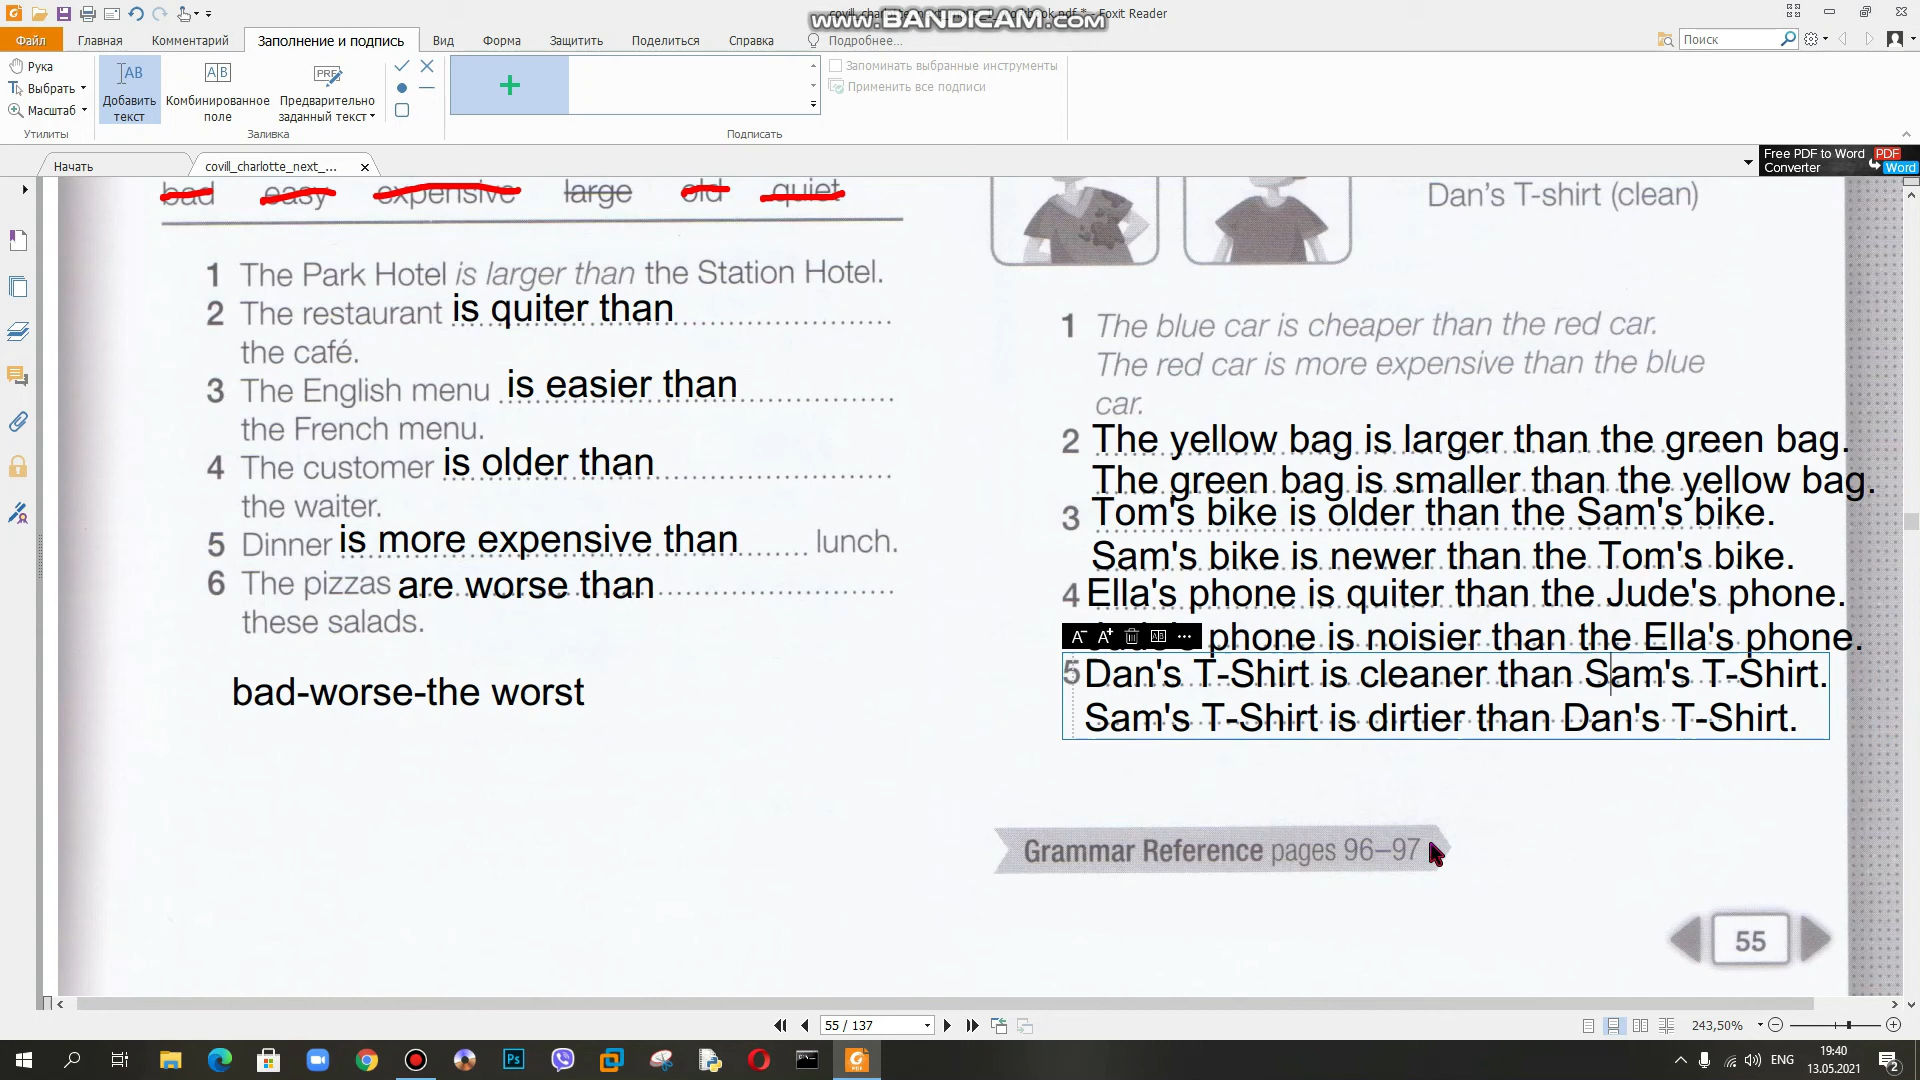 www.BANDICAM.com
- Foxit Reader
Файл Главная Комментарий Заполнение и подпись Вид Форма Защитить Поделиться Справка Подробнее... Поиск
Рука
Выбрать
Масштаб
Утилиты
Добавить текст
Комбинированное поле
Предварительно заданный текст
Заливка
Запоминать выбранные инструменты
Применить все подписи
Подписать
Начать covill_charlotte_next_...
Free PDF to Word Converter PDF Word
bad easy expensive large old quiet
1 The Park Hotel is larger than the Station Hotel.
2 The restaurant is quiter than
the café.
3 The English menu is easier than
the French menu.
4 The customer is older than
the waiter.
5 Dinner is more expensive than lunch.
6 The pizzas are worse than
these salads.
bad-worse-the worst
Dan's T-shirt (clean)
1 The blue car is cheaper than the red car.
The red car is more expensive than the blue
car.
2 The yellow bag is larger than the green bag.
The green bag is smaller than the yellow bag.
3 Tom's bike is older than the Sam's bike.
Sam's bike is newer than the Tom's bike.
4 Ella's phone is quiter than the Jude's phone.
phone is noisier than the Ella's phone.
5 Dan's T-Shirt is cleaner than Sam's T-Shirt.
Sam's T-Shirt is dirtier than Dan's T-Shirt.
Grammar Reference pages 96–97
55
55 / 137
243,50%
ENG
19:40
13.05.2021
2